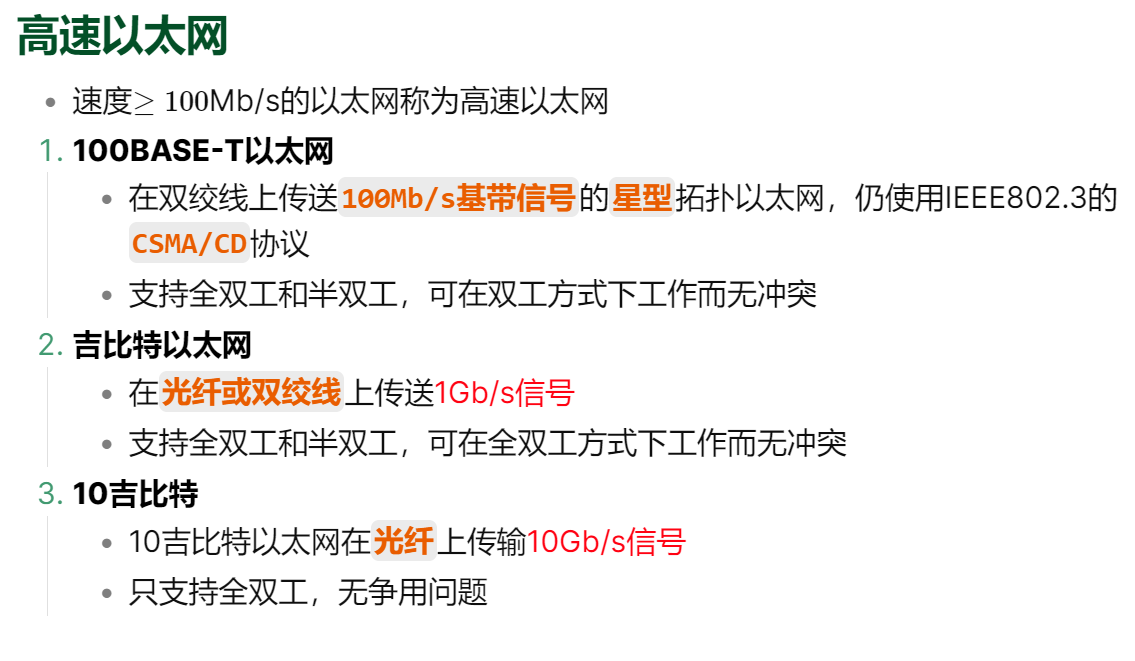 高速以太网
速度≥ 100Mb/s的以太网称为高速以太网
1. 100BASE-T以太网
在双绞线上传送100Mb/s基带信号的星型拓扑以太网，仍使用IEEE802.3的
CSMA/CD协议
支持全双工和半双工，可在双工方式下工作而无冲突
2. 吉比特以太网
在光纤或双绞线上传送1Gb/s信号
支持全双工和半双工，可在全双工方式下工作而无冲突
3. 10吉比特
10吉比特以太网在光纤上传输10Gb/s信号
只支持全双工，无争用问题